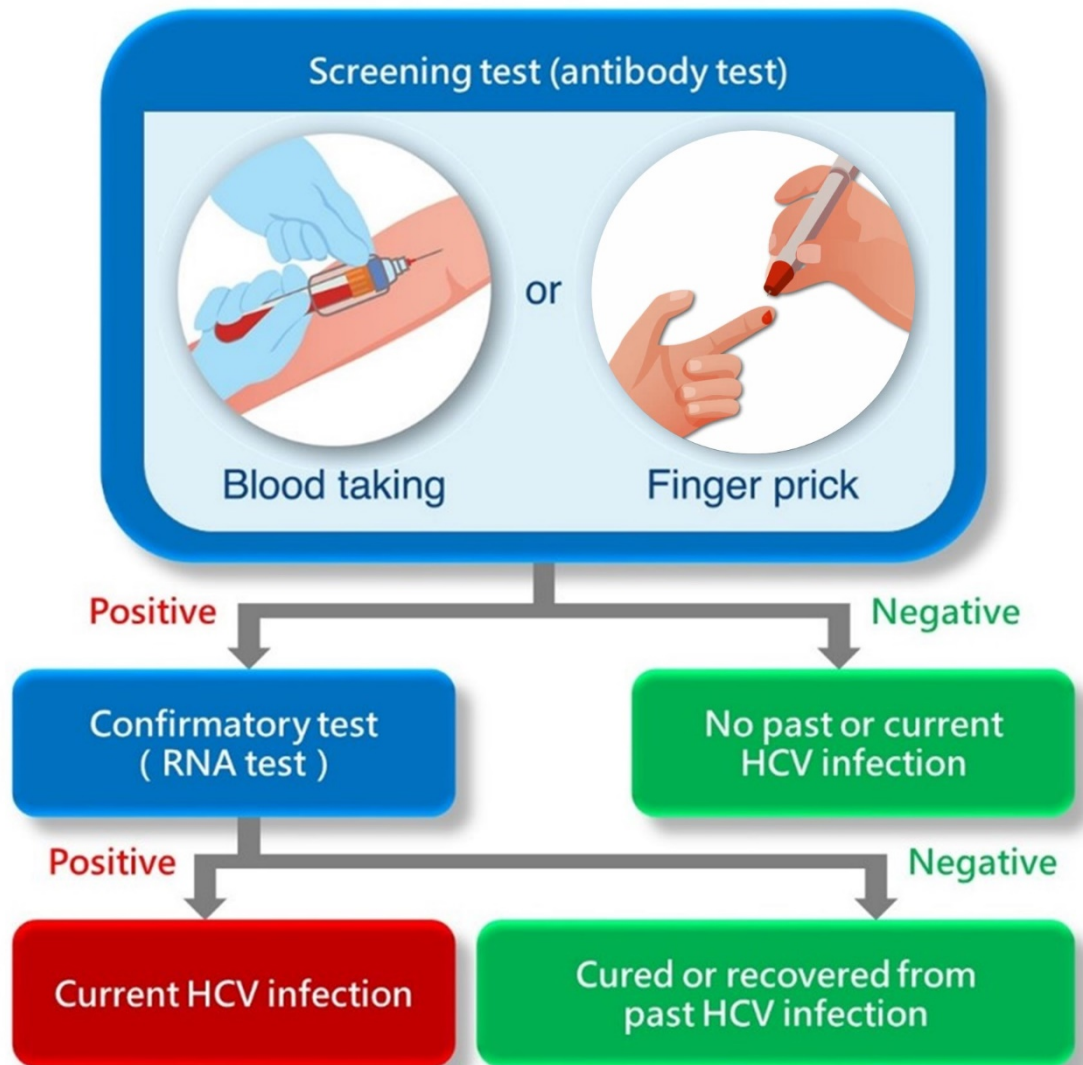 Screening test (antibody test)
or
Blood taking
Finger prick
Positive
Negative
Confirmatory test
( RNA test )
No past or current
HCV infection
Positive
Negative
Current HCV infection
Cured or recovered from
past HCV infection